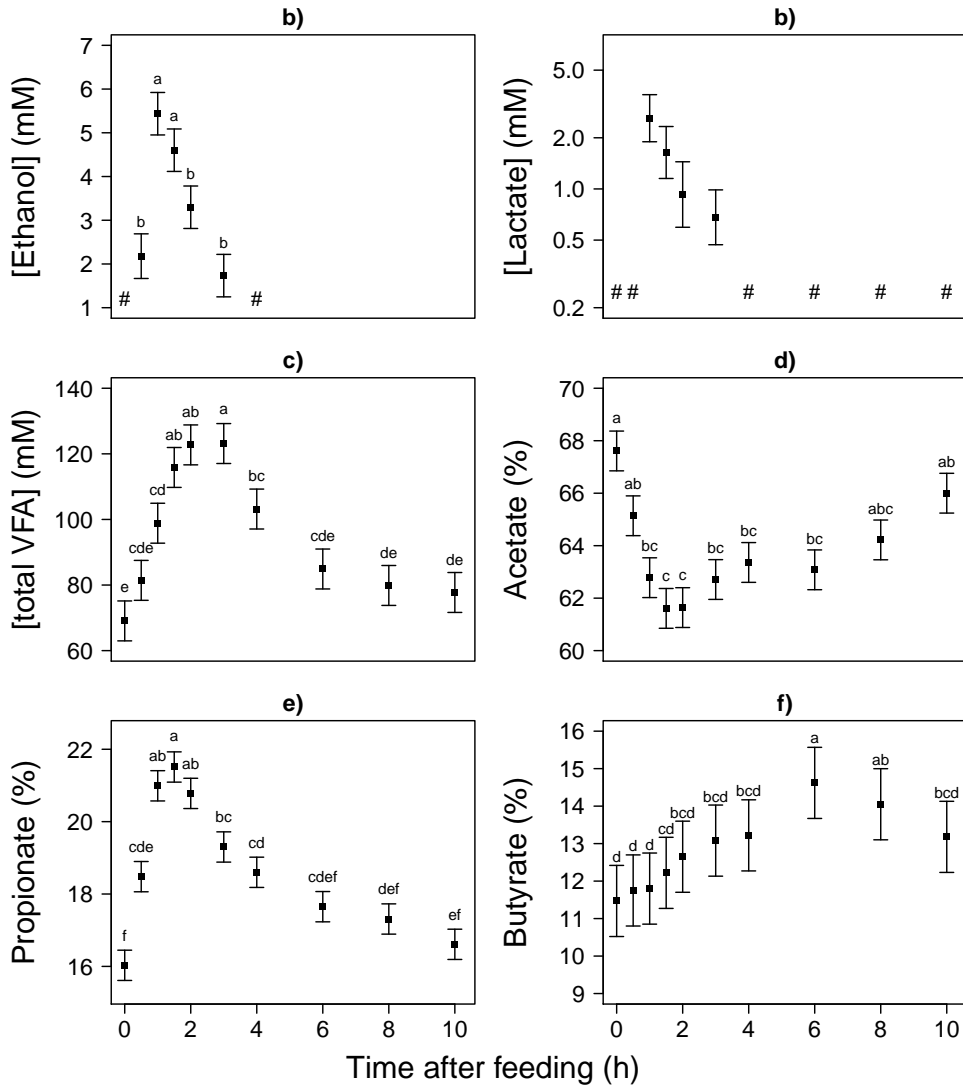 b)
[Ethanol] (mM)
7
6
5
4
3
2
1
a
a
b
b
b
#
#
b)
[Lactate] (mM)
5.0
2.0
1.0
0.5
0.2
# # # # # #
c)
[total VFA] (mM)
140
120
100
80
60
e
cde
cd
ab
ab
a
bc
cde
de
de
d)
Acetate (%)
70
68
66
64
62
60
a
ab
bc
c
c
bc
bc
bc
abc
ab
e)
Propionate (%)
22
20
18
16
f
cde
ab
a
ab
bc
cd
cdef
def
ef
0 2 4 6 8 10
f)
Butyrate (%)
16
15
14
13
12
11
10
9
d
d
d
cd
bcd
bcd
bcd
a
ab
bcd
0 2 4 6 8 10
Time after feeding (h)